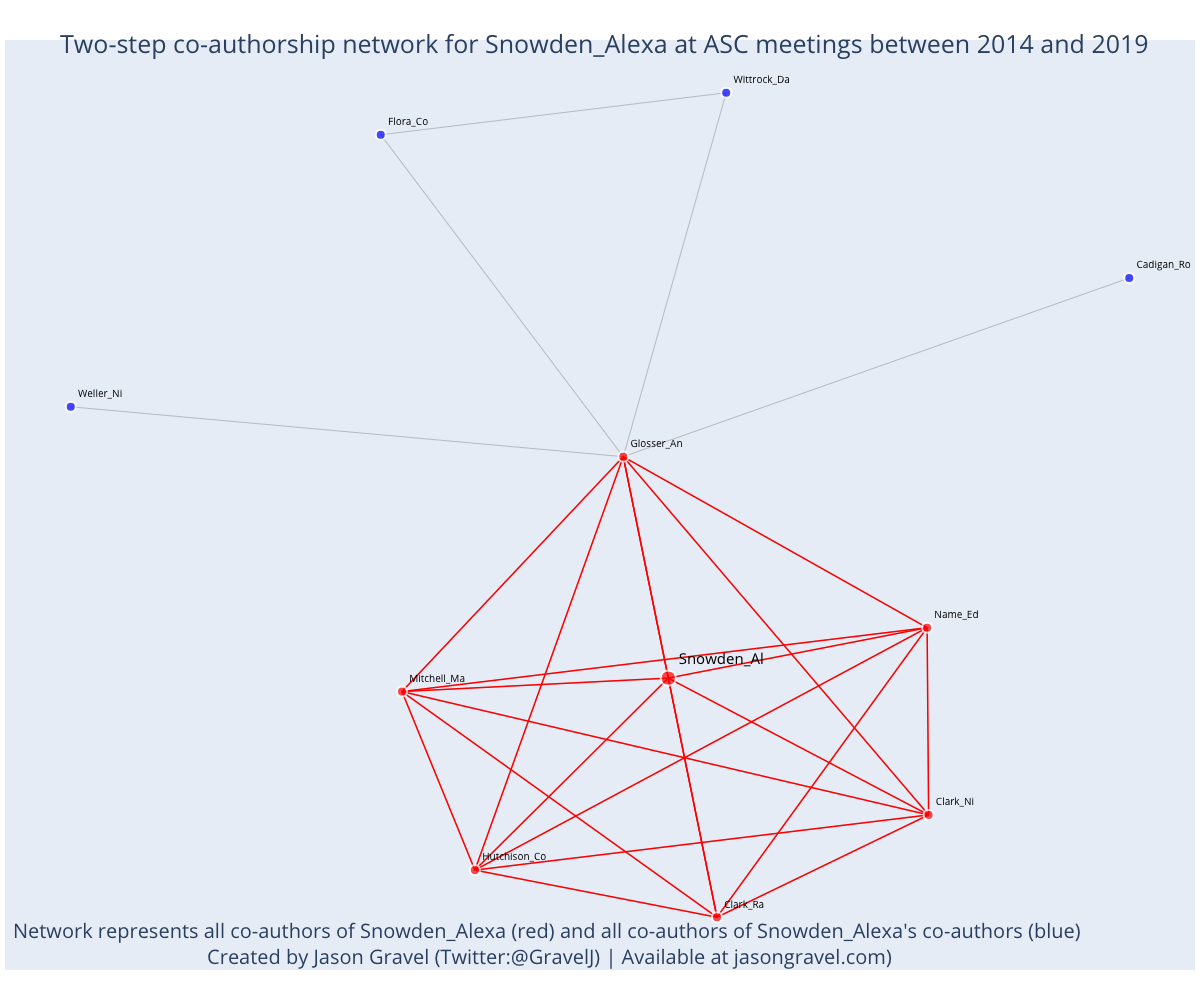 Two-step co-authorship network for Snowden_Alexa at ASC meetings between 2014 and 2019
Wittrock_Da
Flora_Co
Cadigan_Ro
Weller_Ni
Glosser_An
Name_Ed
Snowden_Al
Mitchell_Ma
Clark_Ni
Hutchison_Co
Clark_Ra
Network represents all co-authors of Snowden_Alexa (red) and all co-authors of Snowden_Alexa's co-authors (blue)
Created by Jason Gravel (Twitter:@GravelJ) | Available at jasongravel.com)